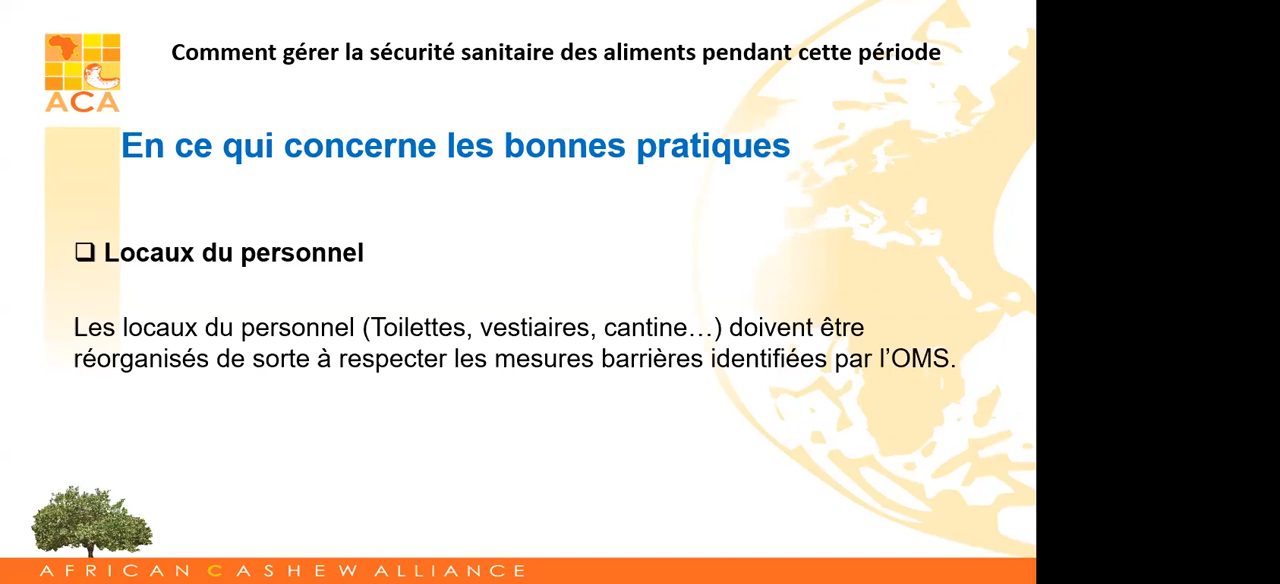 Comment gérer la sécurité sanitaire des aliments pendant cette période
ACA
En ce qui concerne les bonnes pratiques
❑ Locaux du personnel
Les locaux du personnel (Toilettes, vestiaires, cantine…) doivent être
réorganisés de sorte à respecter les mesures barrières identifiées par l’OMS.
AFRICAN CASHEW ALLIANCE